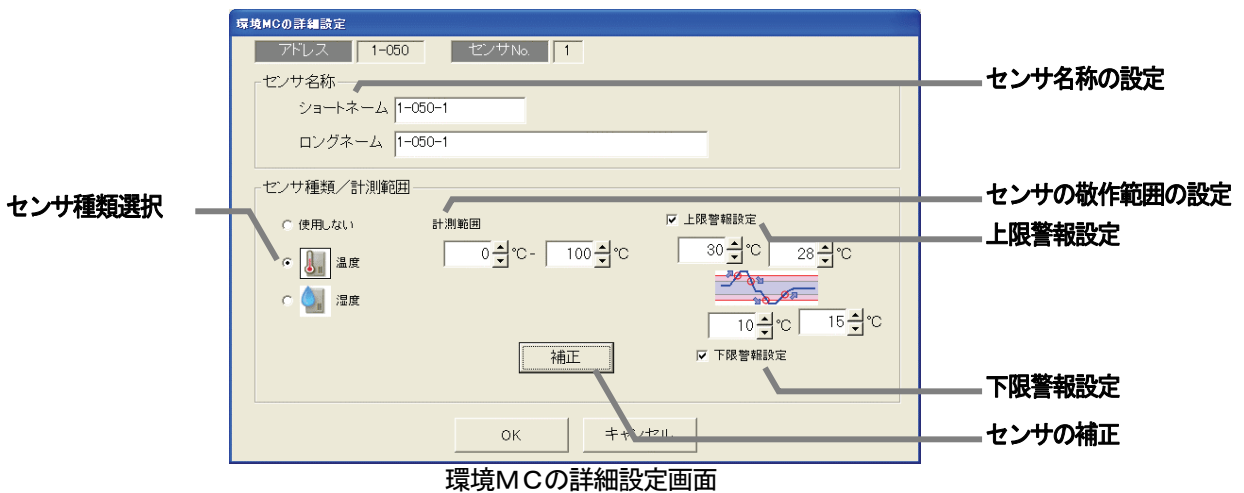 環境MCの詳細設定
アドレス 1-050 センサNo. 1
センサ名称
ショートネーム 1-050-1
ロングネーム 1-050-1
センサ種類／計測範囲
使用しない
温度
湿度
計測範囲
0 ℃- 100 ℃
上限警報設定
30 ℃ 28 ℃
10 ℃ 15 ℃
下限警報設定
補正
OK キャンセル
センサ種類選択
センサ名称の設定
センサの敬作範囲の設定
上限警報設定
下限警報設定
センサの補正
環境ＭＣの詳細設定画面